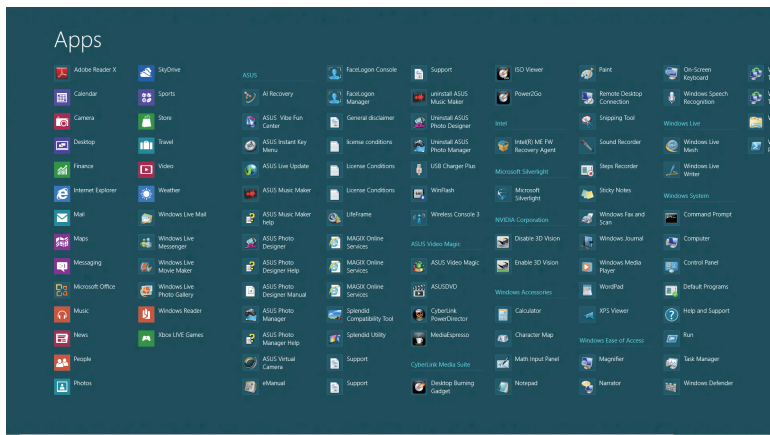 Apps
Adobe Reader X
Calendar
Camera
Desktop
Finance
Internet Explorer
Mail
Maps
Messaging
Microsoft Office
Music
News
People
Photos
SkyDrive
Sports
Store
Travel
Video
Weather
Windows Live Mail
Windows Live
Messenger
Windows Live
Movie Maker
Windows Live
Photo Gallery
Windows Reader
Xbox LIVE Games
ASUS
AI Recovery
ASUS Vibe Fun
Center
ASUS Instant Key
Menu
ASUS Live Update
ASUS Music Maker
ASUS Music Maker
help
ASUS Photo
Designer
ASUS Photo
Designer Help
ASUS Photo
Designer Manual
ASUS Photo
Manager
ASUS Photo
Manager Help
ASUS Virtual
Camera
eManual
FaceLogon Console
FaceLogon
Manager
General disclaimer
license conditions
License Conditions
License Conditions
LifeFrame
MAGIX Online
Services
MAGIX Online
Services
MAGIX Online
Services
Splendid
Compatibility Tool
Splendid Utility
Support
Support
Support
uninstall ASUS
Music Maker
Uninstall ASUS
Photo Designer
Uninstall ASUS
Photo Manager
USB Charger Plus
WinFlash
Wireless Console 3
ASUS Video Magic
ASUS Video Magic
ASUSDVD
CyberLink
PowerDirector
MediaEspresso
CyberLink Media Suite
Desktop Burning
Gadget
ISO Viewer
Power2Go
Intel
Intel(R) ME FW
Recovery Agent
Microsoft Silverlight
Microsoft
Silverlight
NVIDIA Corporation
Disable 3D Vision
Enable 3D Vision
Windows Accessories
Calculator
Character Map
Math Input Panel
Notepad
Paint
Remote Desktop
Connection
Snipping Tool
Sound Recorder
Steps Recorder
Sticky Notes
Windows Fax and
Scan
Windows Journal
Windows Media
Player
WordPad
XPS Viewer
Windows Ease of Access
Magnifier
Narrator
On-Screen
Keyboard
Windows Speech
Recognition
Windows Live
Windows Live
Mesh
Windows Live
Writer
Windows System
Command Prompt
Computer
Control Panel
Default Programs
Help and Support
Run
Task Manager
Windows Defender